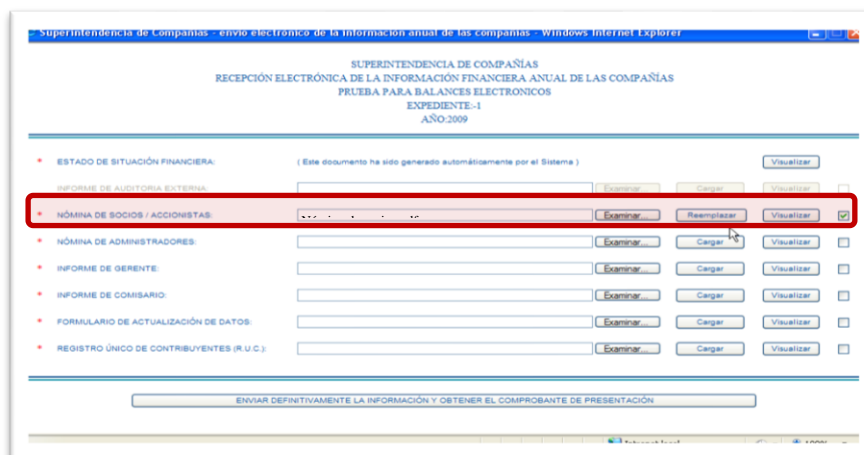 Superintendencia de Compañías - envío electrónico de la información anual de las compañías - Windows Internet Explorer
SUPERINTENDENCIA DE COMPAÑÍAS
RECEPCIÓN ELECTRÓNICA DE LA INFORMACIÓN FINANCIERA ANUAL DE LAS COMPAÑÍAS
PRUEBA PARA BALANCES ELECTRONICOS
EXPEDIENTE:-1
AÑO:2009
* ESTADO DE SITUACIÓN FINANCIERA: ( Este documento ha sido generado automáticamente por el Sistema ) Visualizar
INFORME DE AUDITORIA EXTERNA: Examinar... Cargar Visualizar
* NÓMINA DE SOCIOS / ACCIONISTAS: Examinar... Reemplazar Visualizar
* NÓMINA DE ADMINISTRADORES: Examinar... Cargar Visualizar
* INFORME DE GERENTE: Examinar... Cargar Visualizar
* INFORME DE COMISARIO: Examinar... Cargar Visualizar
* FORMULARIO DE ACTUALIZACIÓN DE DATOS: Examinar... Cargar Visualizar
* REGISTRO ÚNICO DE CONTRIBUYENTES (R.U.C.): Examinar... Cargar Visualizar
ENVIAR DEFINITIVAMENTE LA INFORMACIÓN Y OBTENER EL COMPROBANTE DE PRESENTACIÓN